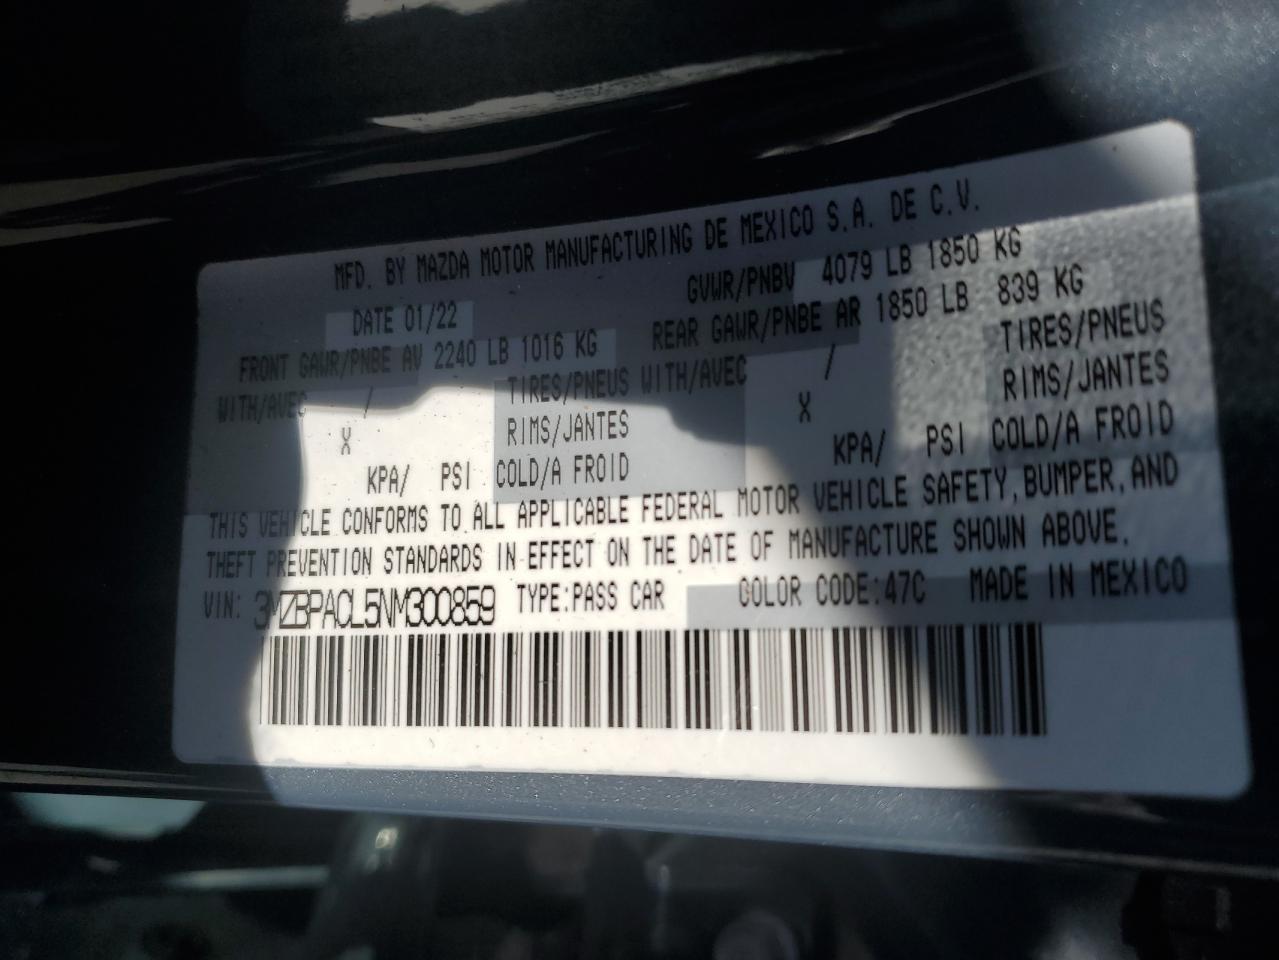 MFD. BY MAZDA MOTOR MANUFACTURING DE MEXICO S.A. DE C.V.
DATE 01/22 GVWR/PNBV 4079 LB 1850 KG
FRONT GAWR/PNBE AV 2240 LB 1016 KG REAR GAWR/PNBE AR 1850 LB 839 KG
WITH/AVEC / TIRES/PNEUS WITH/AVEC / TIRES/PNEUS
X RIMS/JANTES X RIMS/JANTES
KPA/ PSI COLD/A FROID KPA/ PSI COLD/A FROID
THIS VEHICLE CONFORMS TO ALL APPLICABLE FEDERAL MOTOR VEHICLE SAFETY, BUMPER, AND
THEFT PREVENTION STANDARDS IN EFFECT ON THE DATE OF MANUFACTURE SHOWN ABOVE.
VIN: 3MZBPACL5NM300859 TYPE:PASS CAR COLOR CODE:47C MADE IN MEXICO